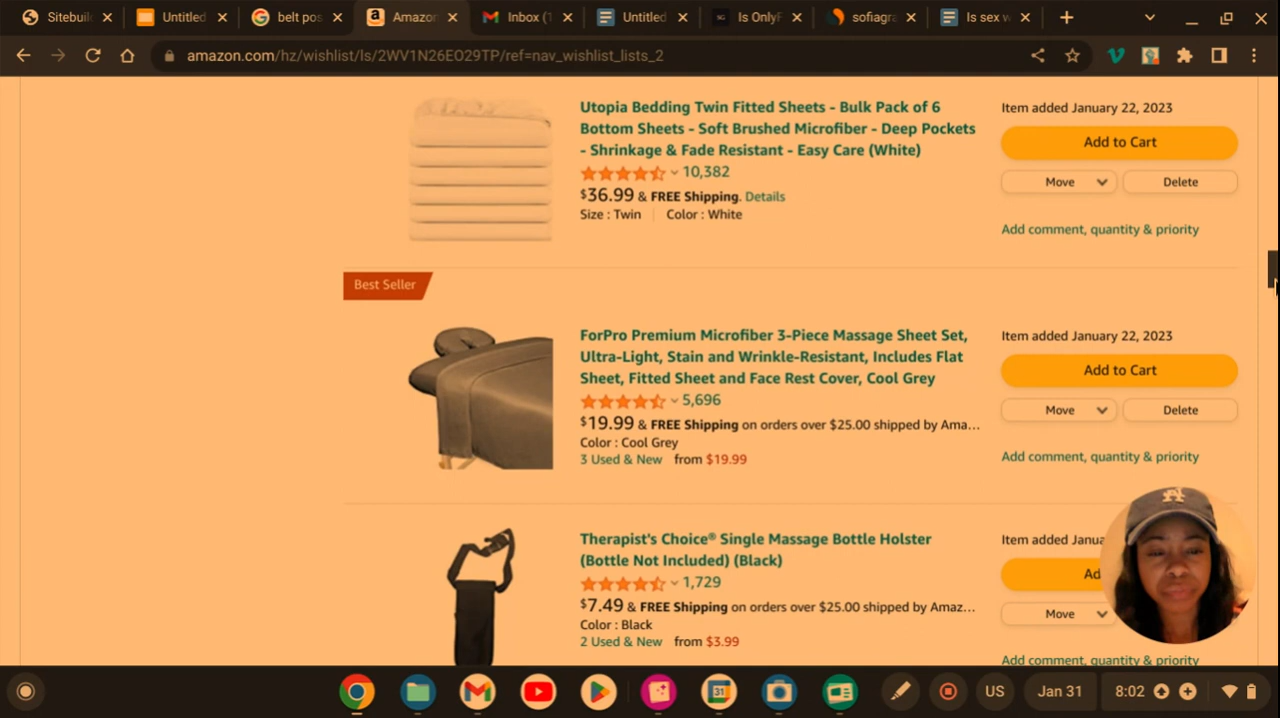 Sitebuil
Untitled
belt pos
Amazon
Inbox (1
Untitled
Is OnlyF
sofiagra
Is sex w
amazon.com/hz/wishlist/ls/2WV1N26EO29TP/ref=nav_wishlist_lists_2
Utopia Bedding Twin Fitted Sheets - Bulk Pack of 6
Bottom Sheets - Soft Brushed Microfiber - Deep Pockets
- Shrinkage & Fade Resistant - Easy Care (White)
10,382
$36.99 & FREE Shipping. Details
Size : Twin Color : White
Item added January 22, 2023
Add to Cart
Move Delete
Add comment, quantity & priority
Best Seller
ForPro Premium Microfiber 3-Piece Massage Sheet Set,
Ultra-Light, Stain and Wrinkle-Resistant, Includes Flat
Sheet, Fitted Sheet and Face Rest Cover, Cool Grey
5,696
$19.99 & FREE Shipping on orders over $25.00 shipped by Ama...
Color : Cool Grey
3 Used & New from $19.99
Item added January 22, 2023
Add to Cart
Move Delete
Add comment, quantity & priority
Therapist's Choice® Single Massage Bottle Holster
(Bottle Not Included) (Black)
1,729
$7.49 & FREE Shipping on orders over $25.00 shipped by Amaz...
Color : Black
2 Used & New from $3.99
Item added Janua
Ad
Move
Add comment, quantity & priority
US
Jan 31
8:02